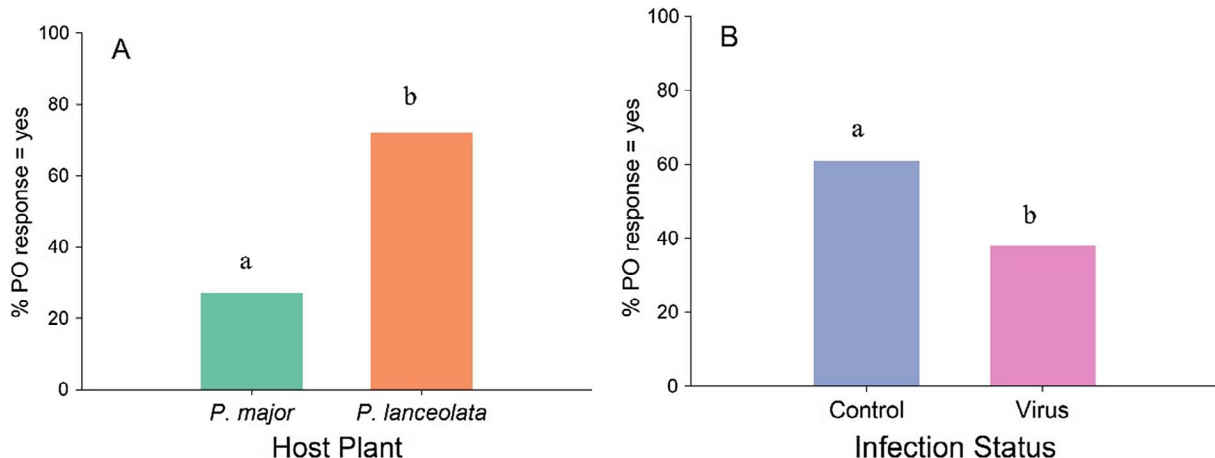 A
% PO response = yes
100
80
60
40
20
0
a
b
P. major
P. lanceolata
Host Plant
B
% PO response = yes
100
80
60
40
20
0
a
b
Control
Virus
Infection Status